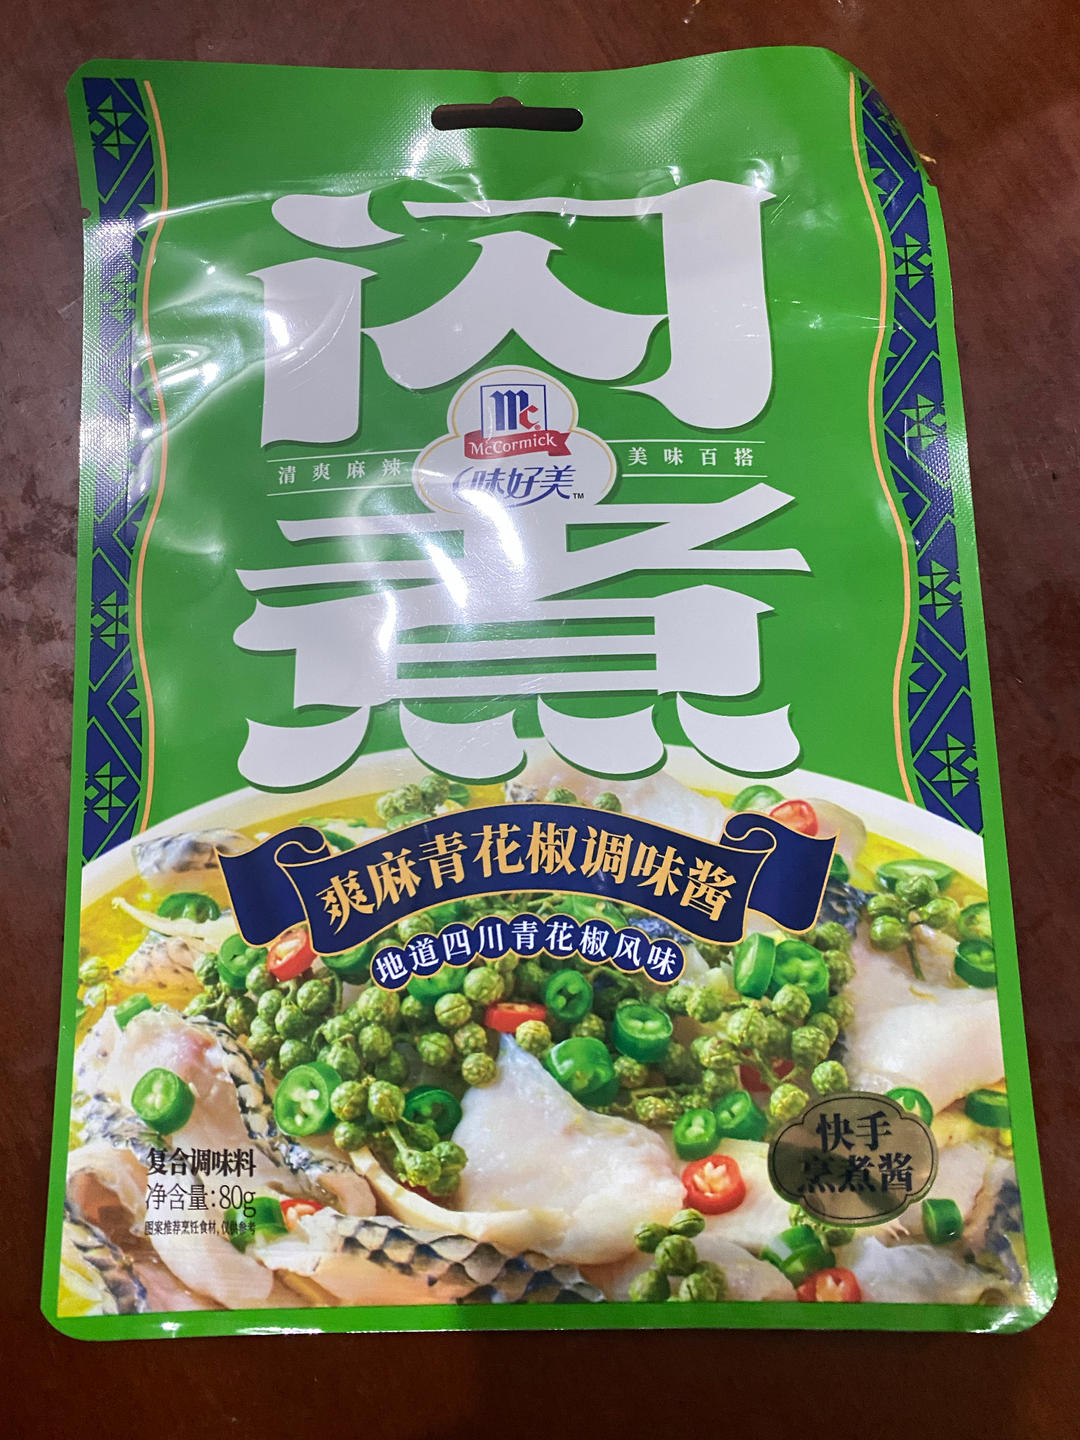 闪
Mc
McCormick
味好美™
清爽麻辣
美味百搭
煮
爽麻青花椒调味酱
地道四川青花椒风味
快手
烹煮酱
复合调味料
净含量:80g
图案推荐烹饪食材,仅供参考